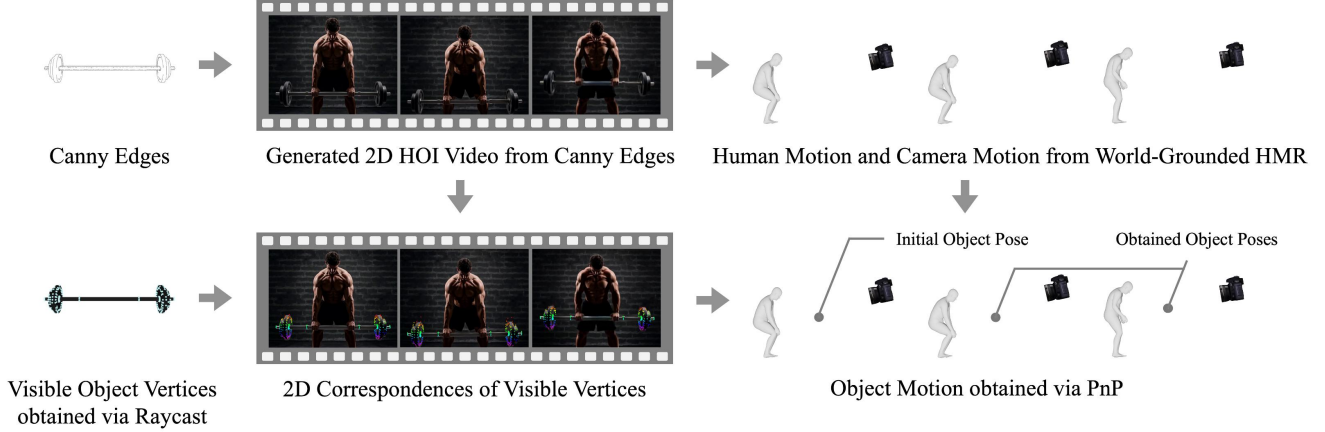 Canny Edges
Generated 2D HOI Video from Canny Edges
Human Motion and Camera Motion from World-Grounded HMR
Initial Object Pose
Obtained Object Poses
Visible Object Vertices
obtained via Raycast
2D Correspondences of Visible Vertices
Object Motion obtained via PnP